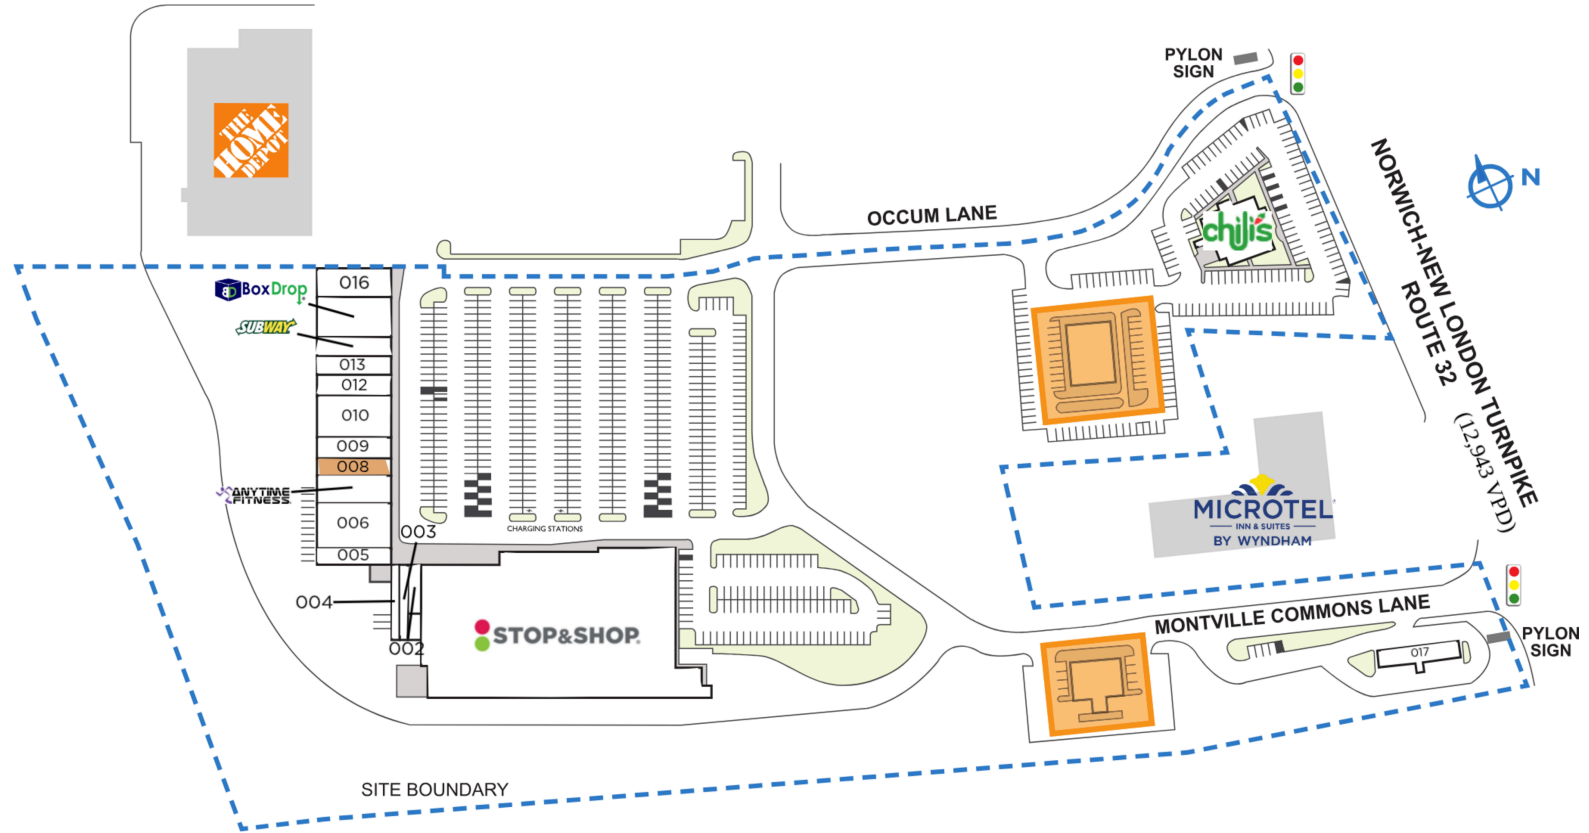 PYLON
SIGN
THE
HOME
DEPOT
NORWICH-NEW LONDON TURNPIKE
ROUTE 32
(12,943 VPD)
N
OCCUM LANE
chili's
016
BoxDrop
SUBWAY
013
012
010
009
008
ANYTIME
FITNESS
006
005
003
004
002
CHARGING STATIONS
STOP&SHOP
MICROTEL
INN & SUITES
BY WYNDHAM
MONTVILLE COMMONS LANE
017
PYLON
SIGN
SITE BOUNDARY